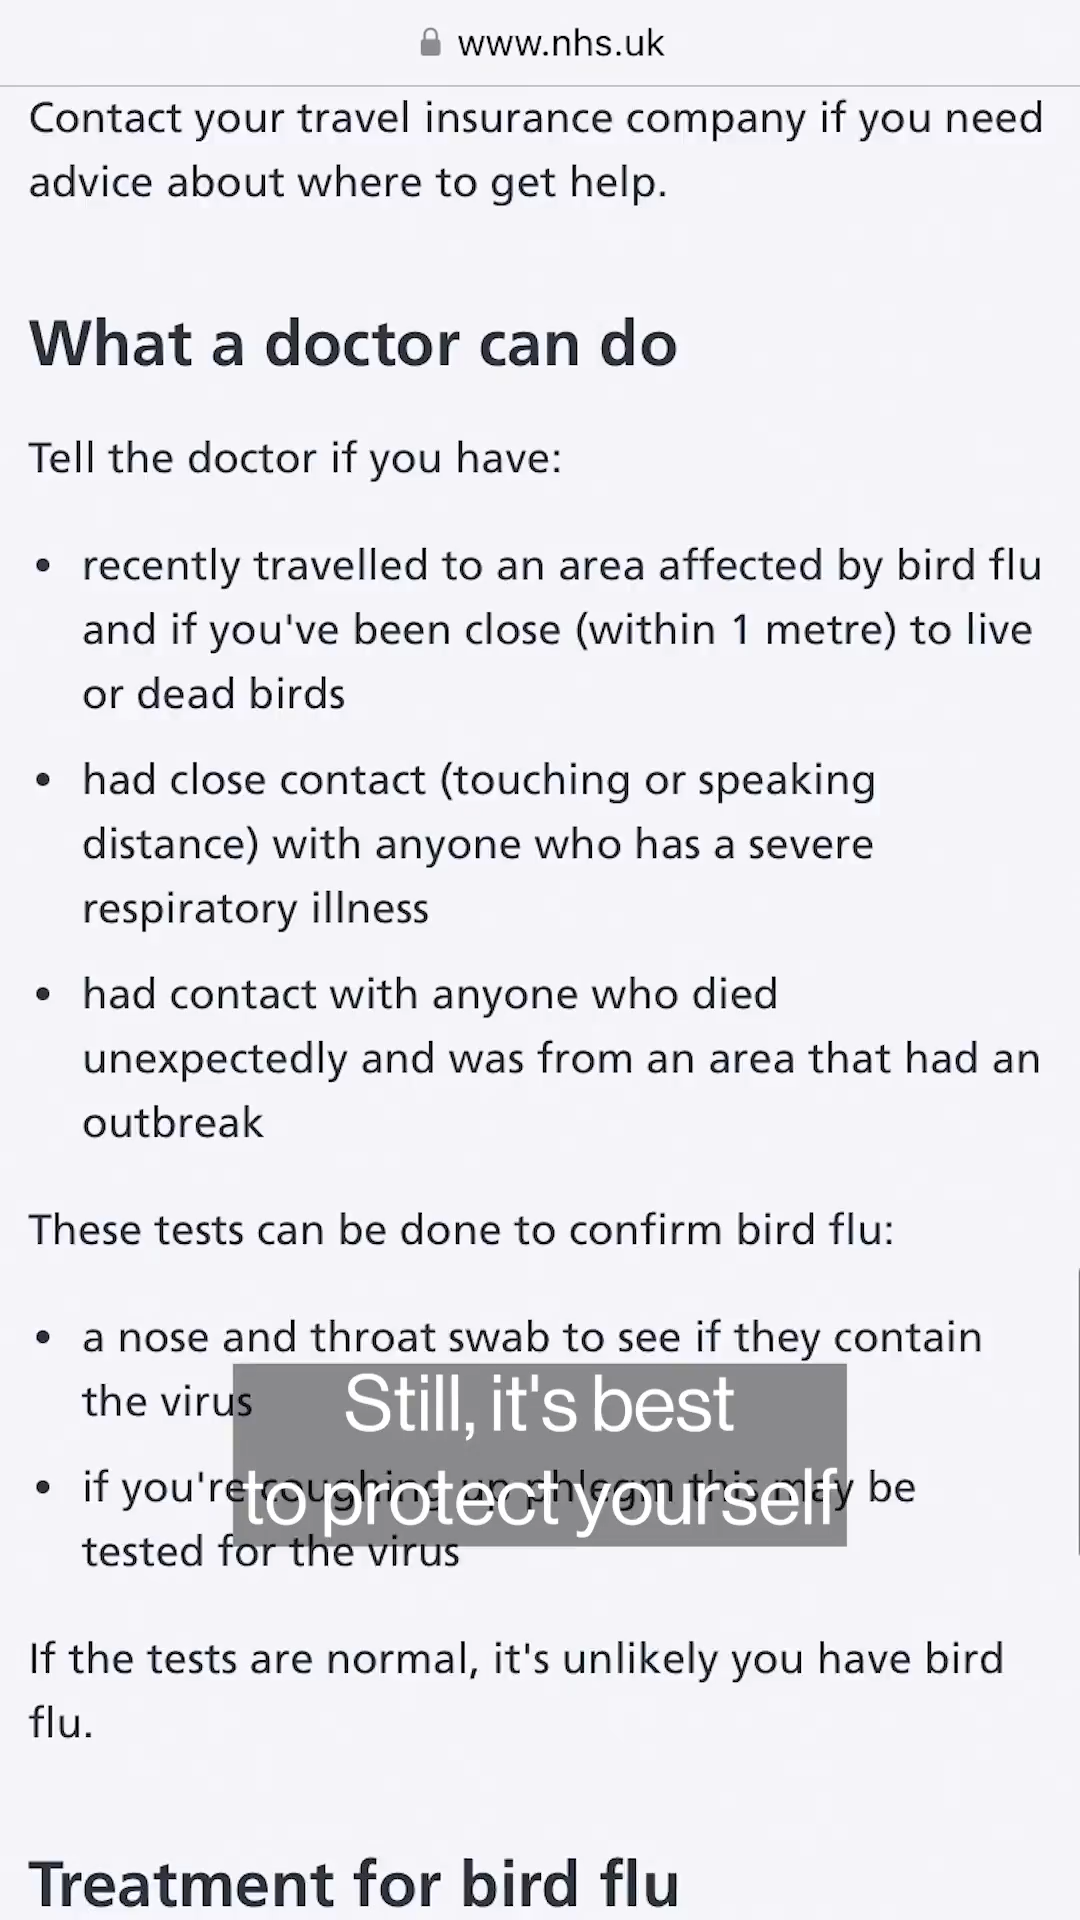 www.nhs.uk
Contact your travel insurance company if you need
advice about where to get help.
What a doctor can do
Tell the doctor if you have:
• recently travelled to an area affected by bird flu
and if you've been close (within 1 metre) to live
or dead birds
• had close contact (touching or speaking
distance) with anyone who has a severe
respiratory illness
• had contact with anyone who died
unexpectedly and was from an area that had an
outbreak
These tests can be done to confirm bird flu:
• a nose and throat swab to see if they contain
the virus
• if you're coughing up phlegm this may be
tested for the virus
Still, it's best
to protect yourself
If the tests are normal, it's unlikely you have bird
flu.
Treatment for bird flu